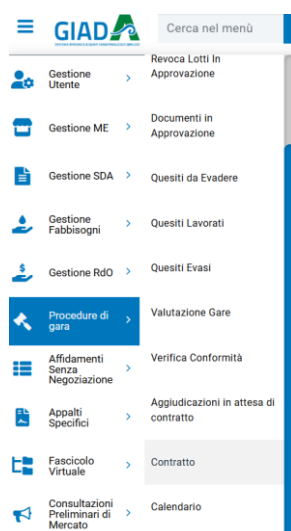 GIADA
Cerca nel menù
Gestione
Utente
Gestione ME
Gestione SDA
Gestione
Fabbisogni
Gestione RdO
Procedure di
gara
Affidamenti
Senza
Negoziazione
Appalti
Specifici
Fascicolo
Virtuale
Consultazioni
Preliminari di
Mercato
Revoca Lotti In
Approvazione
Documenti in
Approvazione
Quesiti da Evadere
Quesiti Lavorati
Quesiti Evasi
Valutazione Gare
Verifica Conformità
Aggiudicazioni in attesa di
contratto
Contratto
Calendario